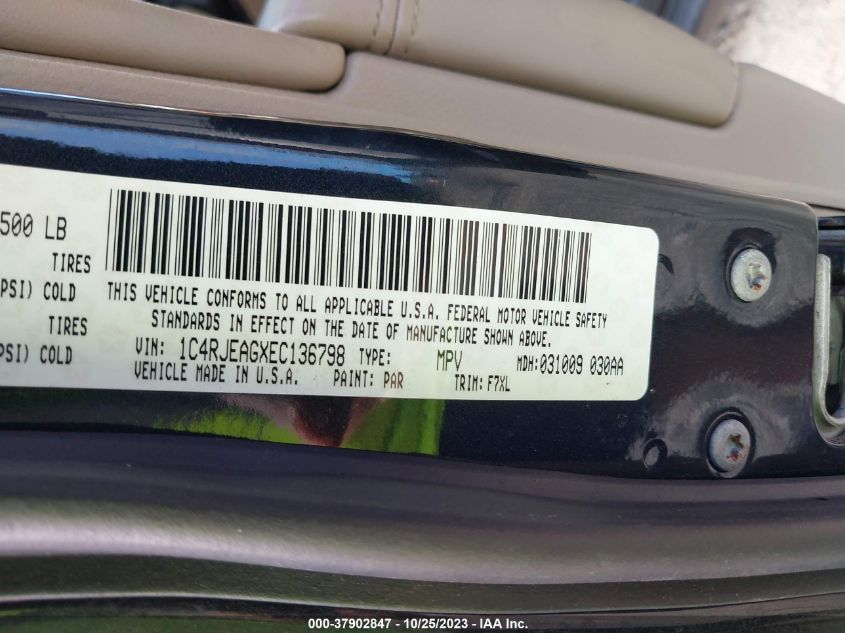 500 LB
TIRES
PSI) COLD
TIRES
PSI) COLD
THIS VEHICLE CONFORMS TO ALL APPLICABLE U.S.A. FEDERAL MOTOR VEHICLE SAFETY
STANDARDS IN EFFECT ON THE DATE OF MANUFACTURE SHOWN ABOVE.
VIN: 1C4RJEAGXEC136798 TYPE: MPV MDH:031009 030AA
VEHICLE MADE IN U.S.A. PAINT: PAR TRIM: F7XL
000-37902847 - 10/25/2023 - IAA Inc.